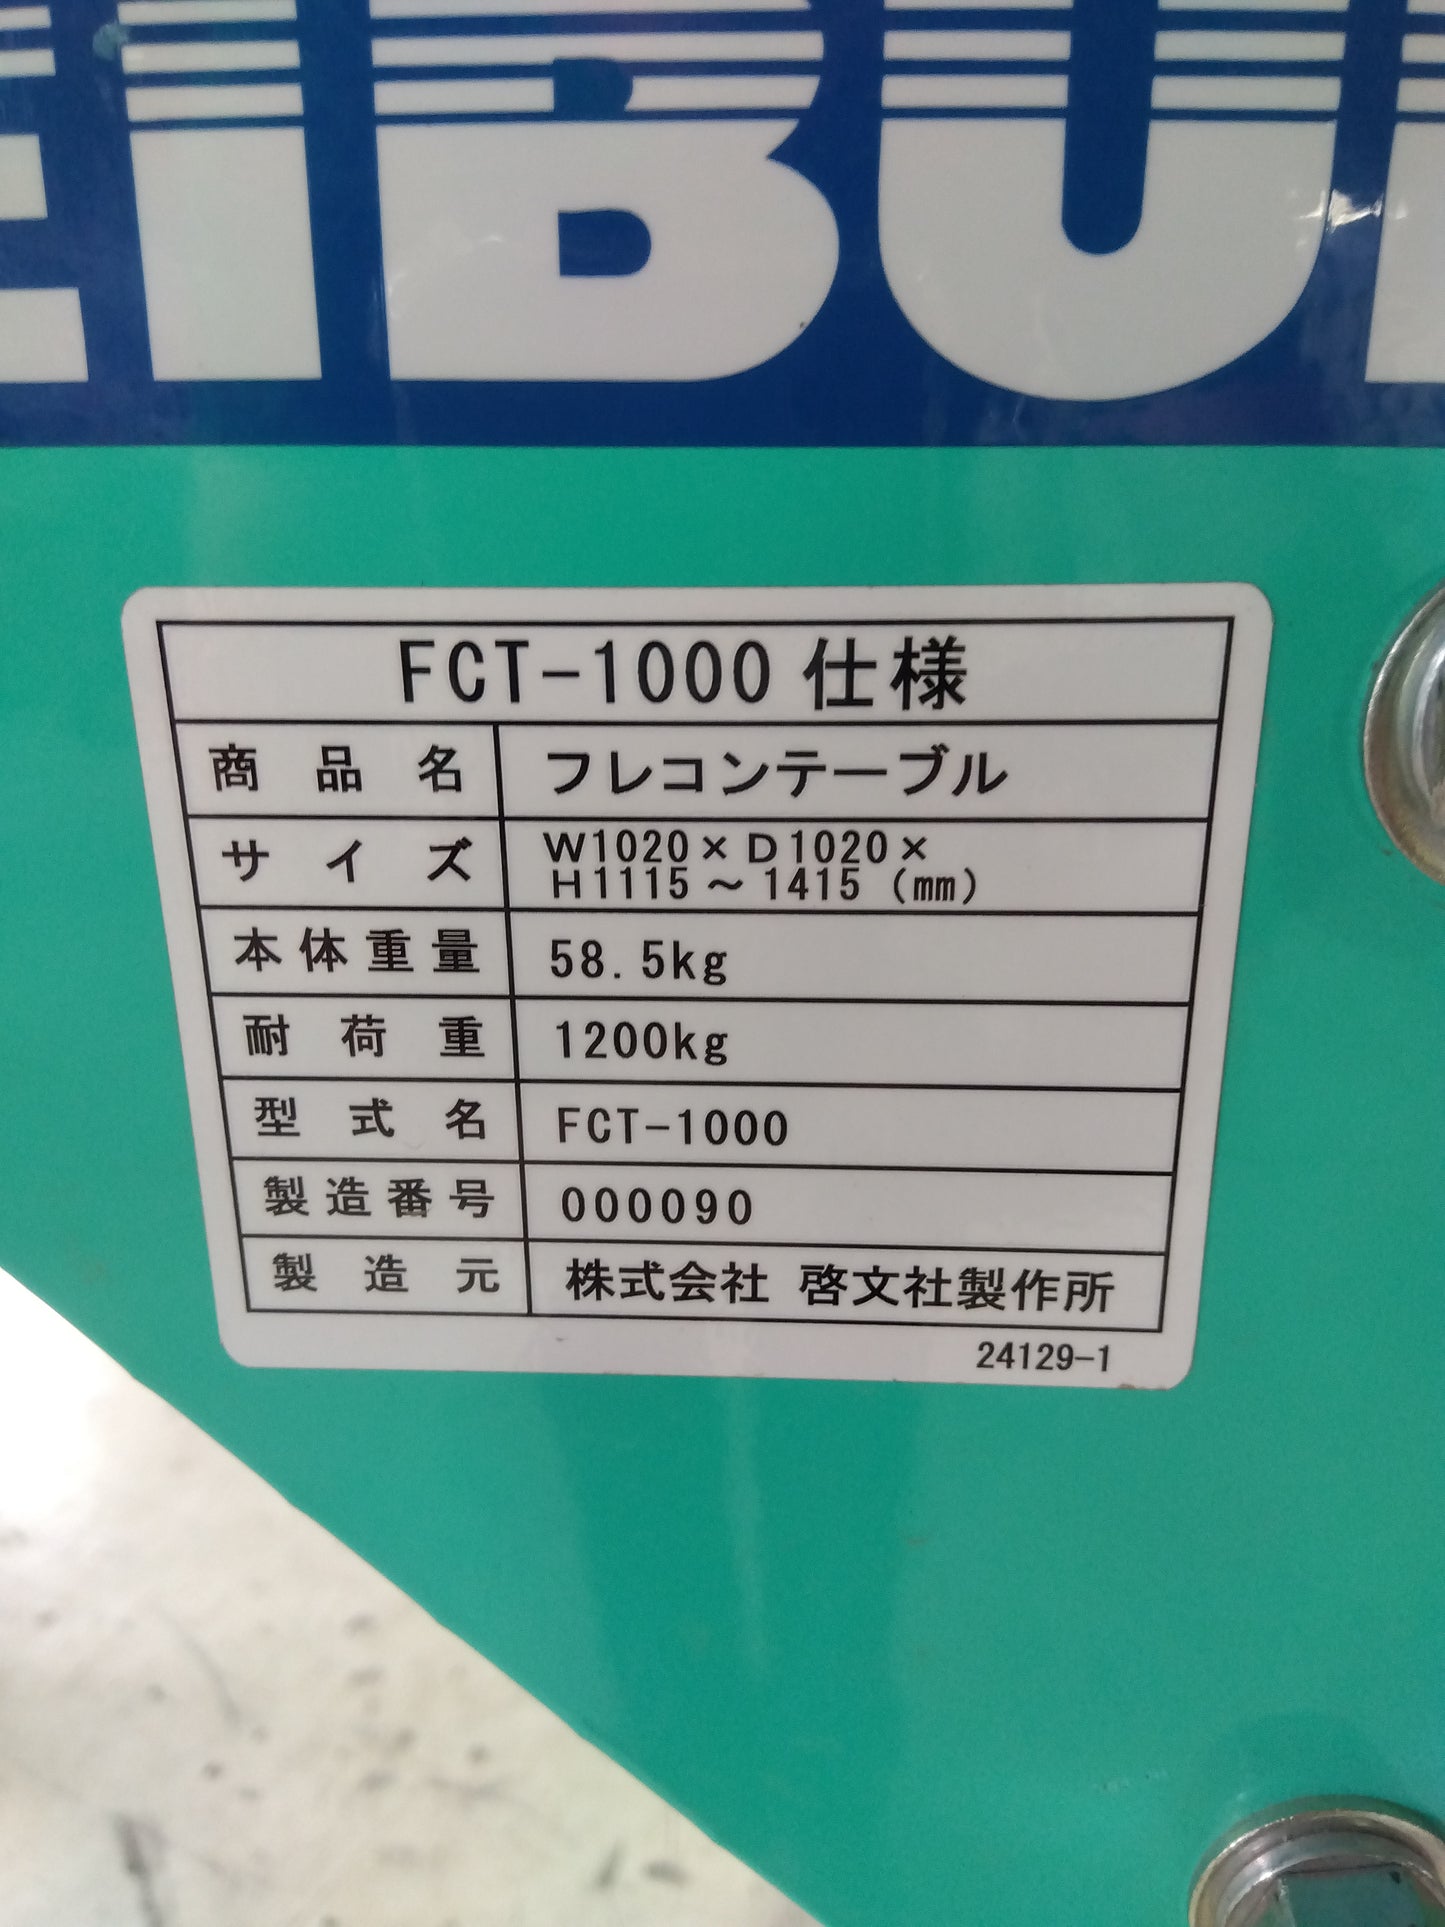 EIBUN
FCT-1000 仕様
商品名 フレコンテーブル
サイズ W1020×D1020×
H1115～1415 (mm)
本体重量 58.5kg
耐荷重 1200kg
型式名 FCT-1000
製造番号 000090
製造元 株式会社 啓文社製作所
24129-1